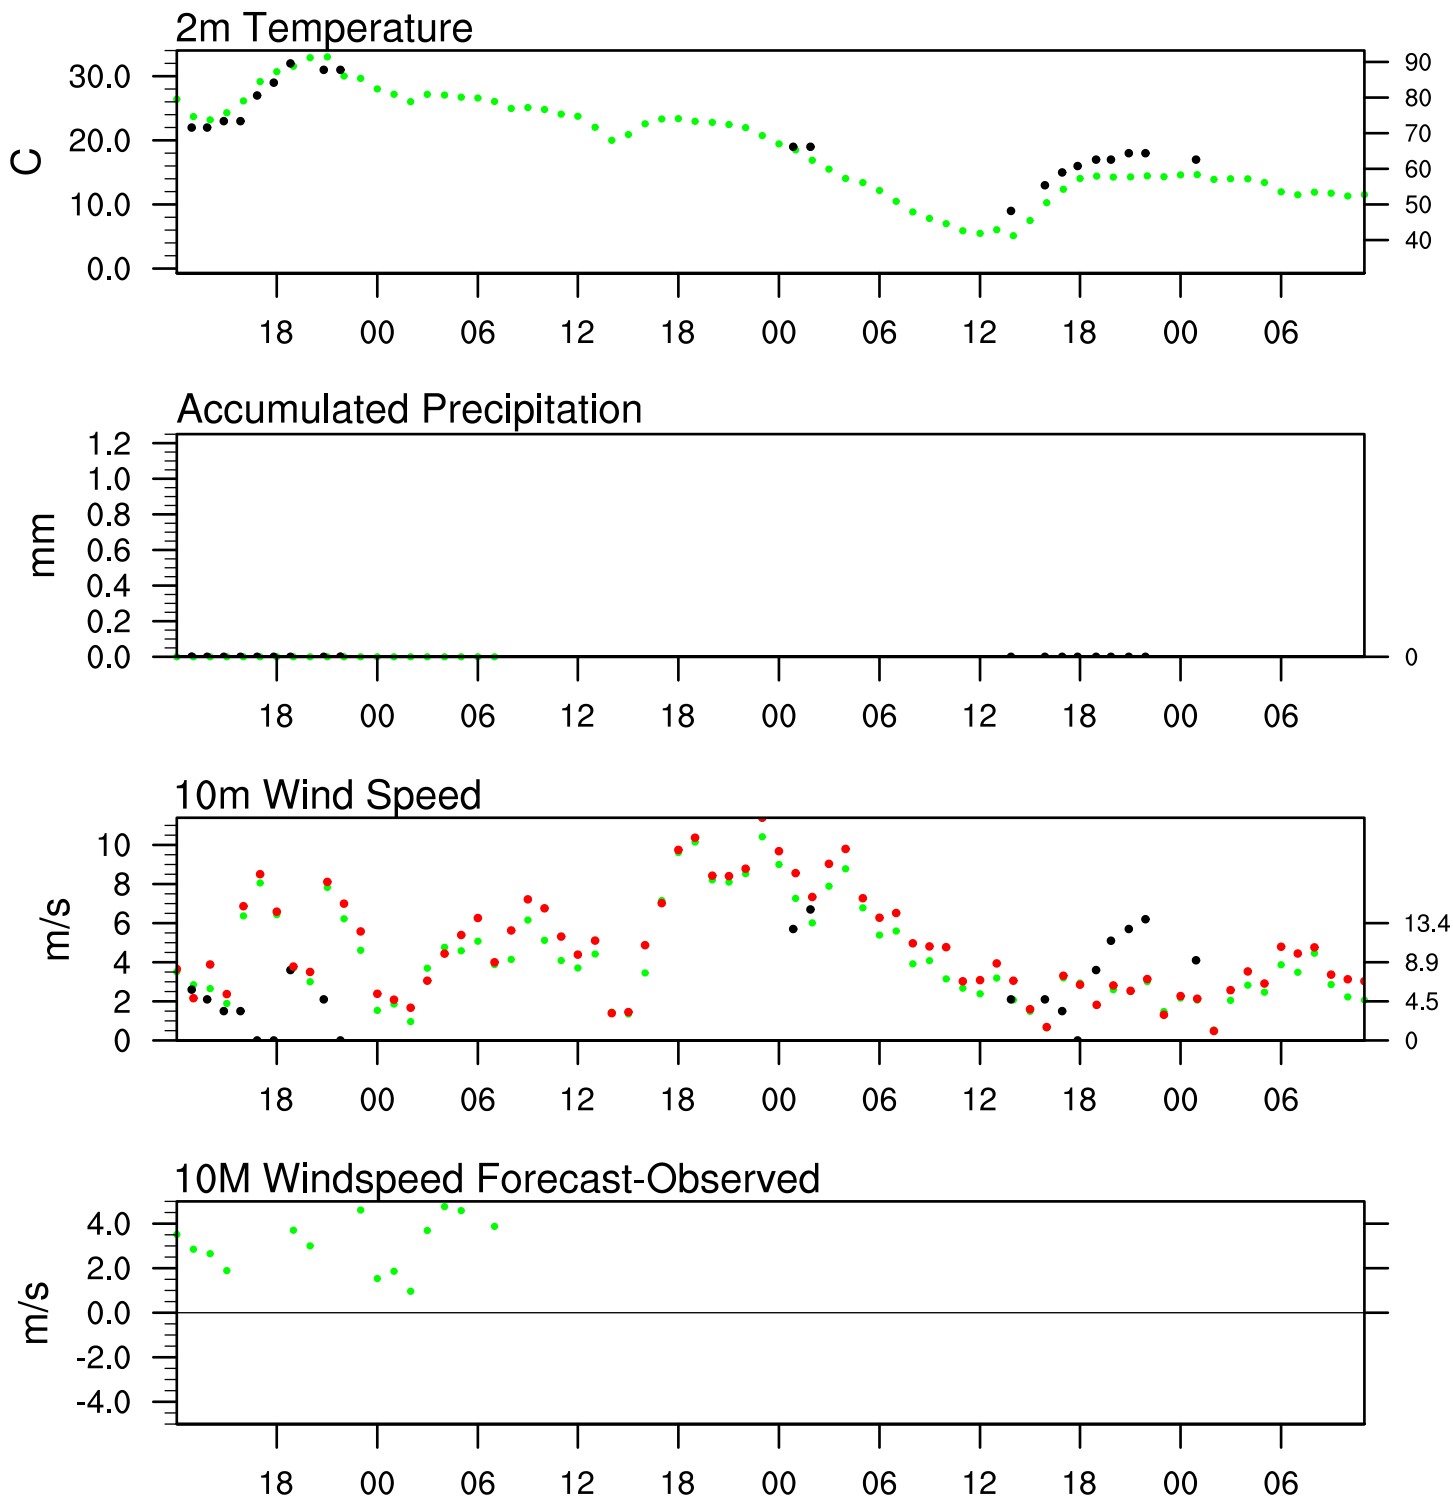 2m Temperature
30.0
20.0
10.0
0.0
C
90
80
70
60
50
40
18 00 06 12 18 00 06 12 18 00 06
Accumulated Precipitation
1.2
1.0
0.8
0.6
0.4
0.2
0.0
mm
0
18 00 06 12 18 00 06 12 18 00 06
10m Wind Speed
10
8
6
4
2
0
m/s
13.4
8.9
4.5
0
18 00 06 12 18 00 06 12 18 00 06
10M Windspeed Forecast-Observed
4.0
2.0
0.0
-2.0
-4.0
m/s
18 00 06 12 18 00 06 12 18 00 06